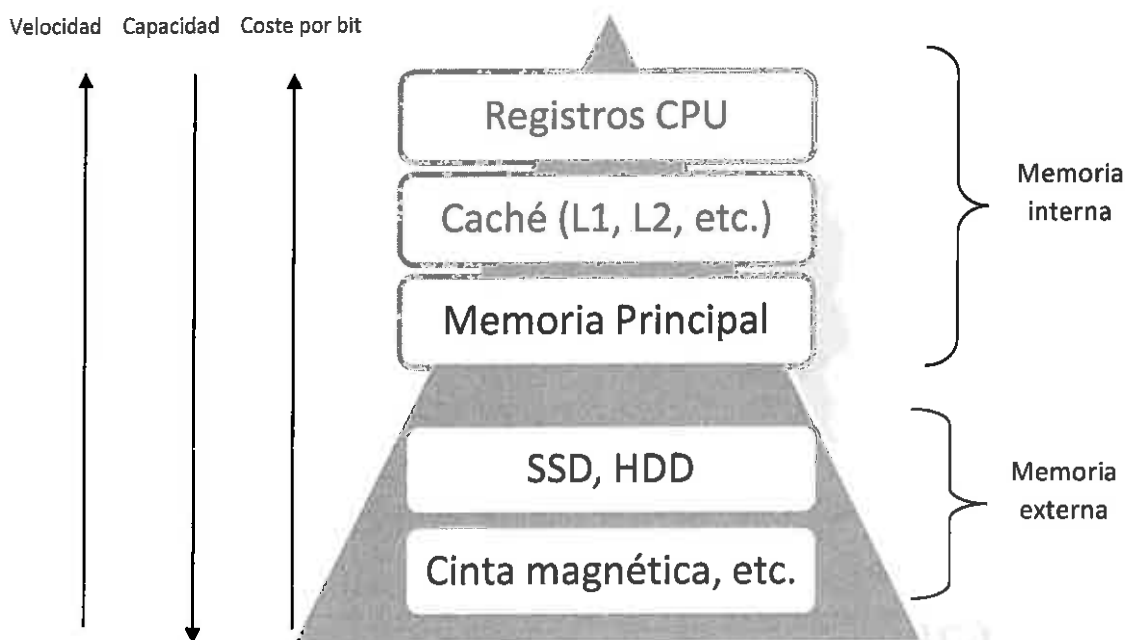 Velocidad Capacidad Coste por bit
Registros CPU
Caché (L1, L2, etc.)
Memoria Principal
Memoria
interna
SSD, HDD
Cinta magnética, etc.
Memoria
externa